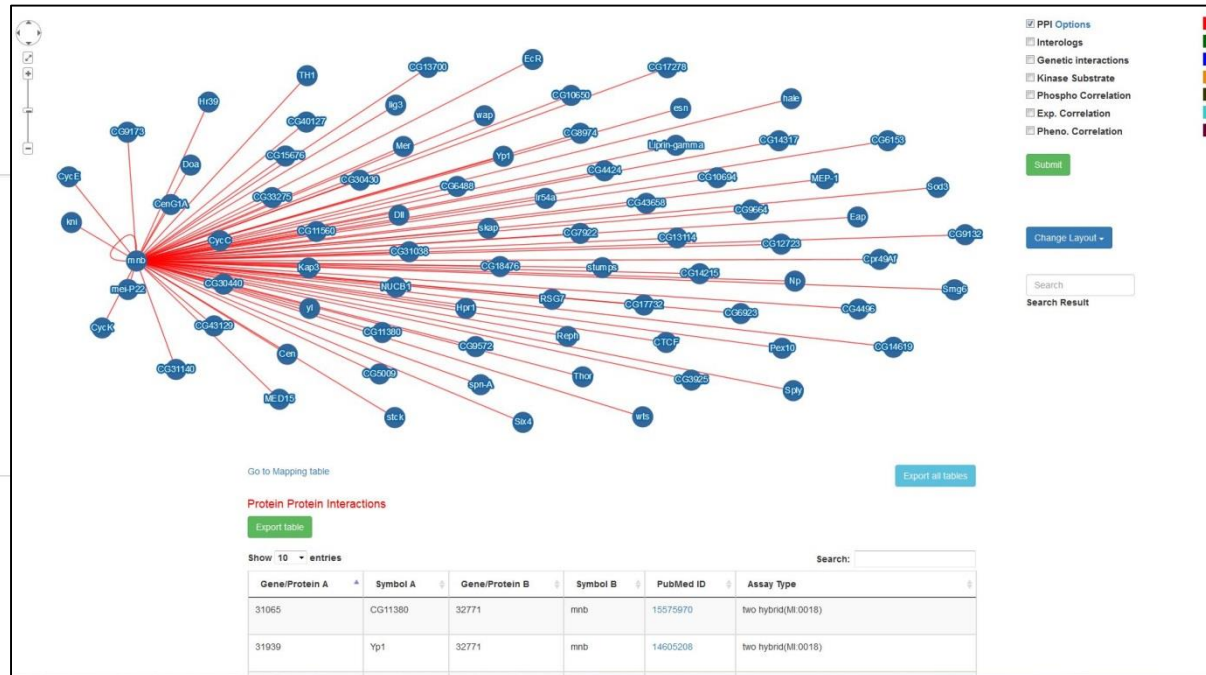 PPI Options
Interologs
Genetic interactions
Kinase Substrate
Phospho Correlation
Exp. Correlation
Pheno. Correlation
Submit
Change Layout
Search
Search Result
EcR
CG13700
CG17278
TH1
Hr39
lig3
CG10650
hale
esn
wap
CG40127
CG9173
CG8974
CG14317
CG6153
Mer
Liprin-gamma
CG15676
Yp1
Doa
CG4424
CycE
CG30430
CG10694
MEP-1
CG6488
Sod3
CG33275
tr54a
CenG1A
CG43658
CG9664
Dll
Eap
kni
skap
CG11560
CG7922
CG9132
CycC
CG13114
CG12723
CG31038
mnb
Cpr49Af
Kap3
CG18476
stumps
CG14215
Np
CG30440
mei-P22
NUCB1
Smg6
RSG7
yl
Hpr1
CG17732
CG4496
CG6923
CycK
CG43129
CG11380
Reph
CTCF
CG9572
Pex10
CG14619
Cen
CG31140
CG5009
Thor
CG3925
spn-A
Sply
MED15
stck
Six4
wts
Go to Mapping table
Export all tables
Protein Protein Interactions
Export table
Show 10 entries
Search:
Gene/Protein A Symbol A Gene/Protein B Symbol B PubMed ID Assay Type
31065 CG11380 32771 mnb 15575970 two hybrid(MI:0018)
31939 Yp1 32771 mnb 14605208 two hybrid(MI:0018)